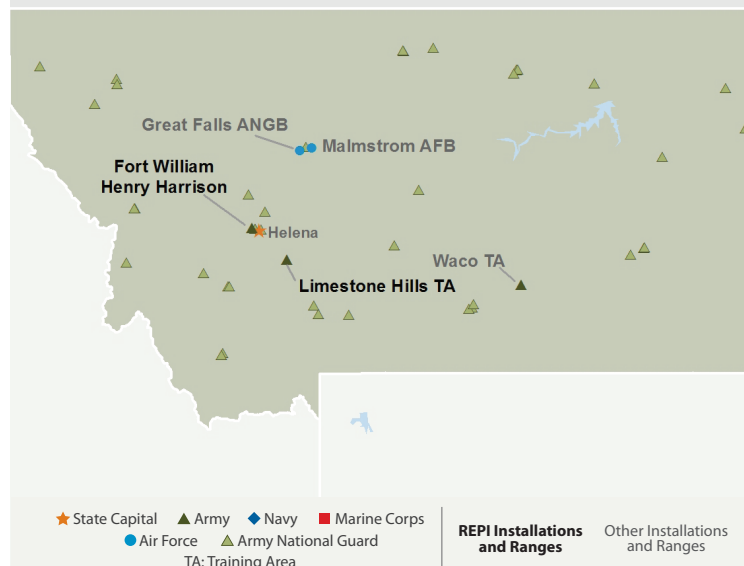 Great Falls ANGB
Malmstrom AFB
Fort William
Henry Harrison
Helena
Waco TA
Limestone Hills TA
State Capital Army Navy Marine Corps
Air Force Army National Guard
TA: Training Area
REPI Installations
and Ranges
Other Installations
and Ranges